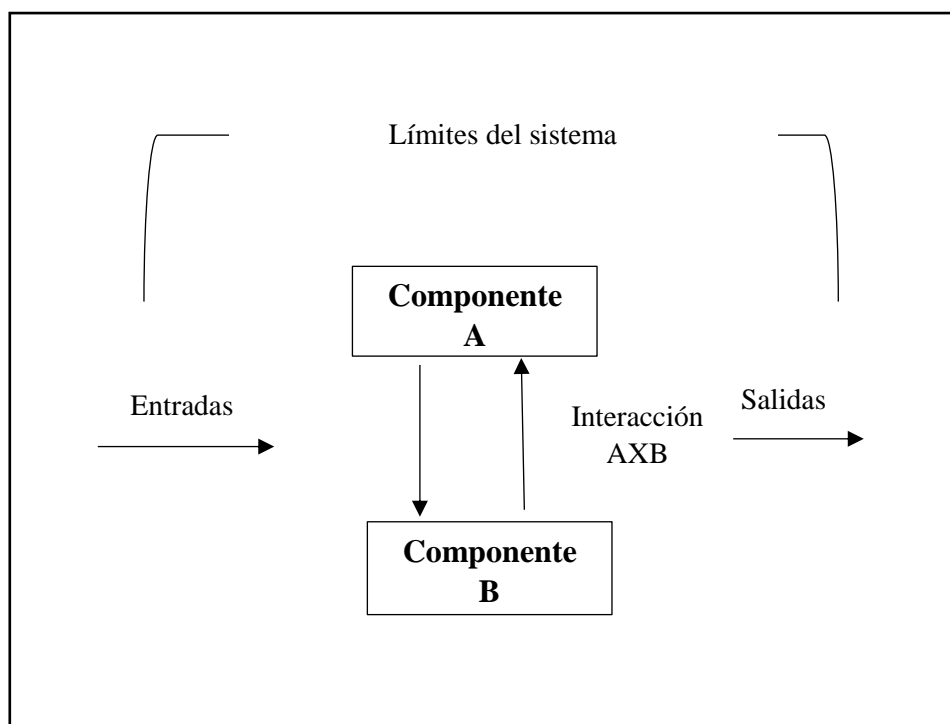 Límites del sistema
Componente
A
Entradas
Interacción
AXB
Salidas
Componente
B